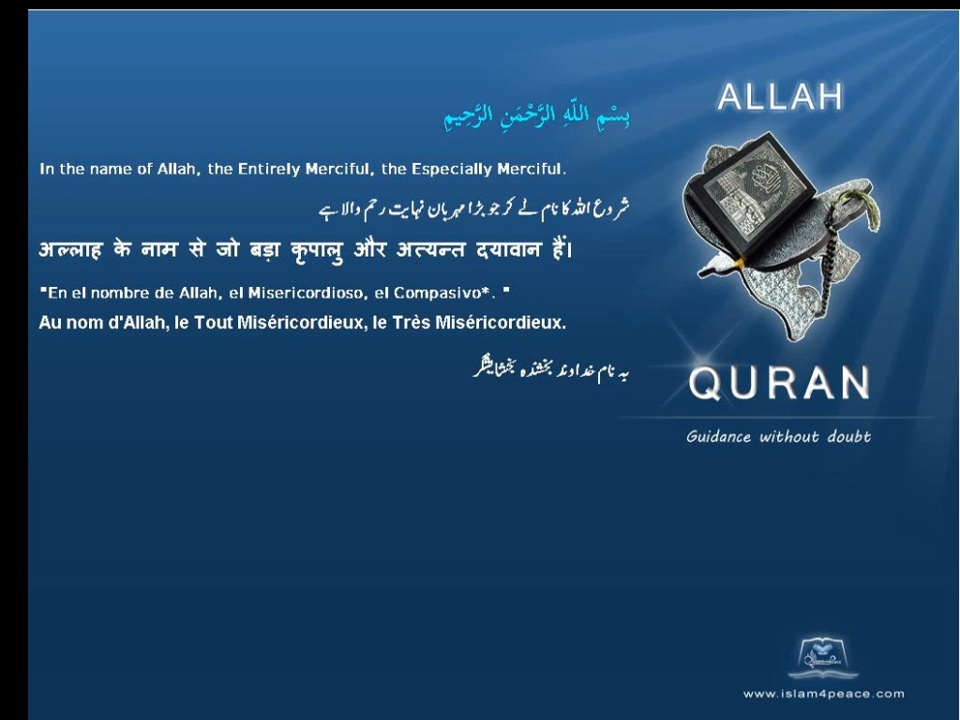 بِسْمِ اللَّهِ الرَّحْمَنِ الرَّحِيمِ
In the name of Allah, the Entirely Merciful, the Especially Merciful.
شروع الله کا نام لے کر جو بڑا مہربان نہایت رحم والا ہے
अल्लाह के नाम से जो बड़ा कृपालु और अत्यन्त दयावान हैं।
"En el nombre de Allah, el Misericordioso, el Compasivo*. "
Au nom d'Allah, le Tout Miséricordieux, le Très Miséricordieux.
به نام خداوند بخشنده بخشایشگر
ALLAH
QURAN
Guidance without doubt
www.islam4peace.com